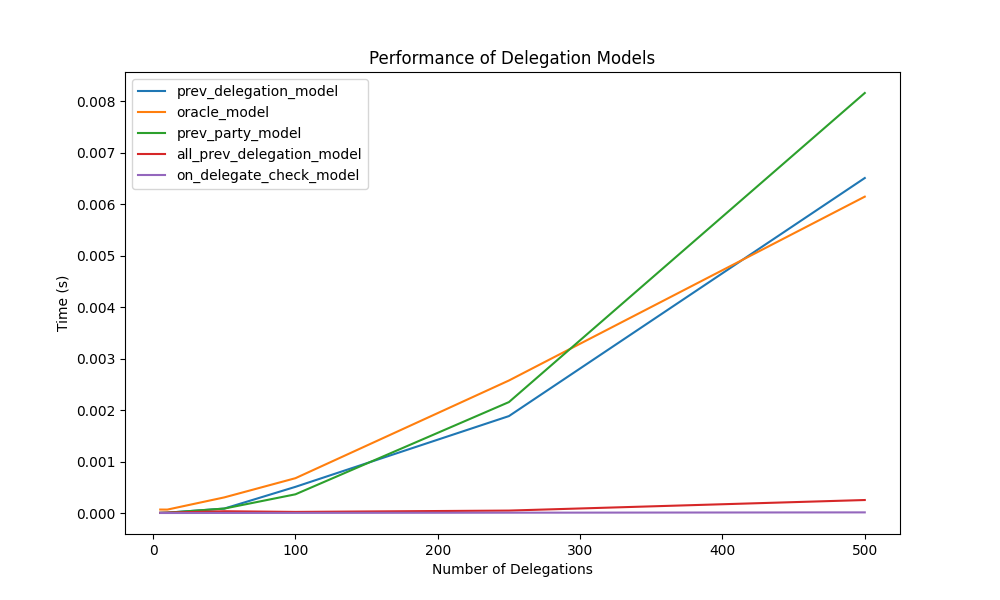 Performance of Delegation Models
prev_delegation_model
oracle_model
prev_party_model
all_prev_delegation_model
on_delegate_check_model
0.008
0.007
0.006
0.005
0.004
0.003
0.002
0.001
0.000
Time (s)
0 100 200 300 400 500
Number of Delegations